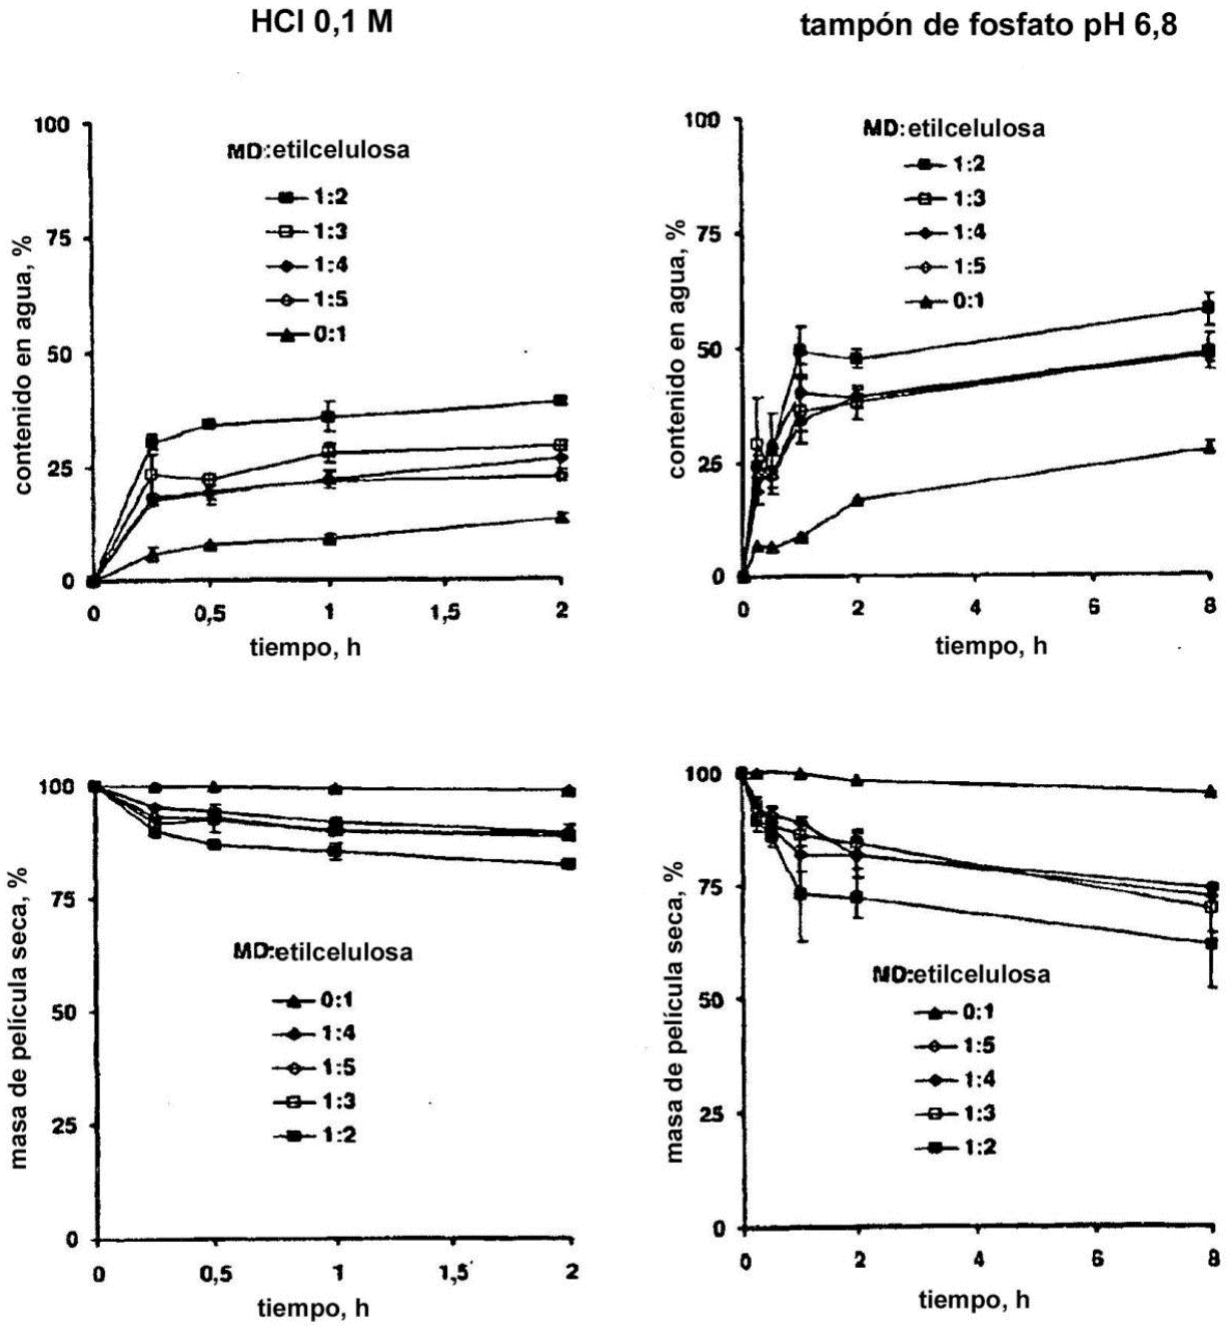 HCl 0,1 M
tampón de fosfato pH 6,8
100
75
50
25
0
contenido en agua, %
MD:etilcelulosa
1:2
1:3
1:4
1:5
0:1
0 0,5 1 1,5 2
tiempo, h
100
75
50
25
0
contenido en agua, %
MD:etilcelulosa
1:2
1:3
1:4
1:5
0:1
0 2 4 6 8
tiempo, h
100
75
50
25
0
masa de película seca, %
MD:etilcelulosa
0:1
1:4
1:5
1:3
1:2
0 0,5 1 1,5 2
tiempo, h
100
75
50
25
0
masa de película seca, %
MD:etilcelulosa
0:1
1:5
1:4
1:3
1:2
0 2 4 6 8
tiempo, h